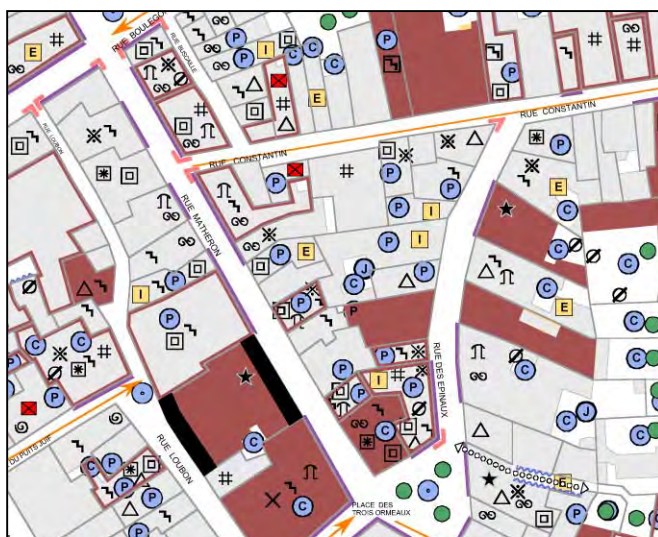 RUE BOULEGON
RUE BUSCAILLE
RUE CONSTANTIN
RUE CONSTANTIN
RUE LOUBON
RUE MATHERON
RUE DES EPINAUX
DU PUITS JUIF
RUE LOUBON
PLACE DES
TROIS ORMEAUX